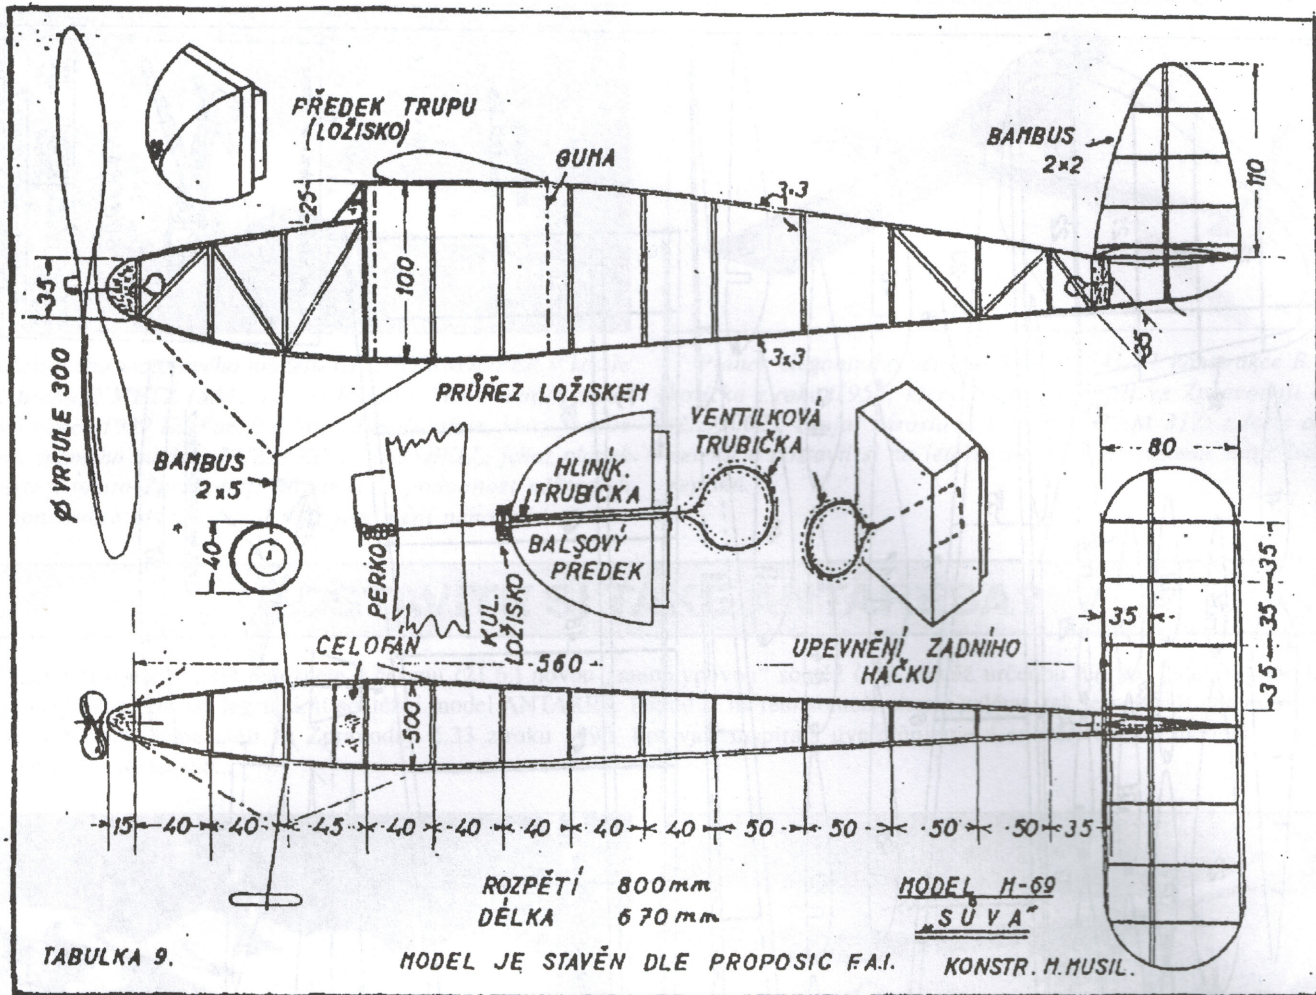 PŘEDEK TRUPU
(LOŽISKO)
GUMA
BAMBUS
2×2
110
25
3×3
100
35
3×3
Ø VRTULE 300
PRŮŘEZ LOŽISKEM
VENTILKOVÁ
TRUBIČKA
BAMBUS
2×5
HLINÍK.
TRUBIČKA
BALSOVÝ
PŘEDEK
PERKO
KUL.
LOŽISKO
40
80
35
35
35
35
UPEVNĚNÍ ZADNÍHO
HÁČKU
CELOFÁN
560
500
15 40 40 45 40 40 40 40 40 50 50 50 50 35
ROZPĚTÍ 800mm
DÉLKA 670mm
MODEL M-69
„SŮVA"
TABULKA 9.
MODEL JE STAVĚN DLE PROPOSIC F.A.I.
KONSTR. M. MUSIL.